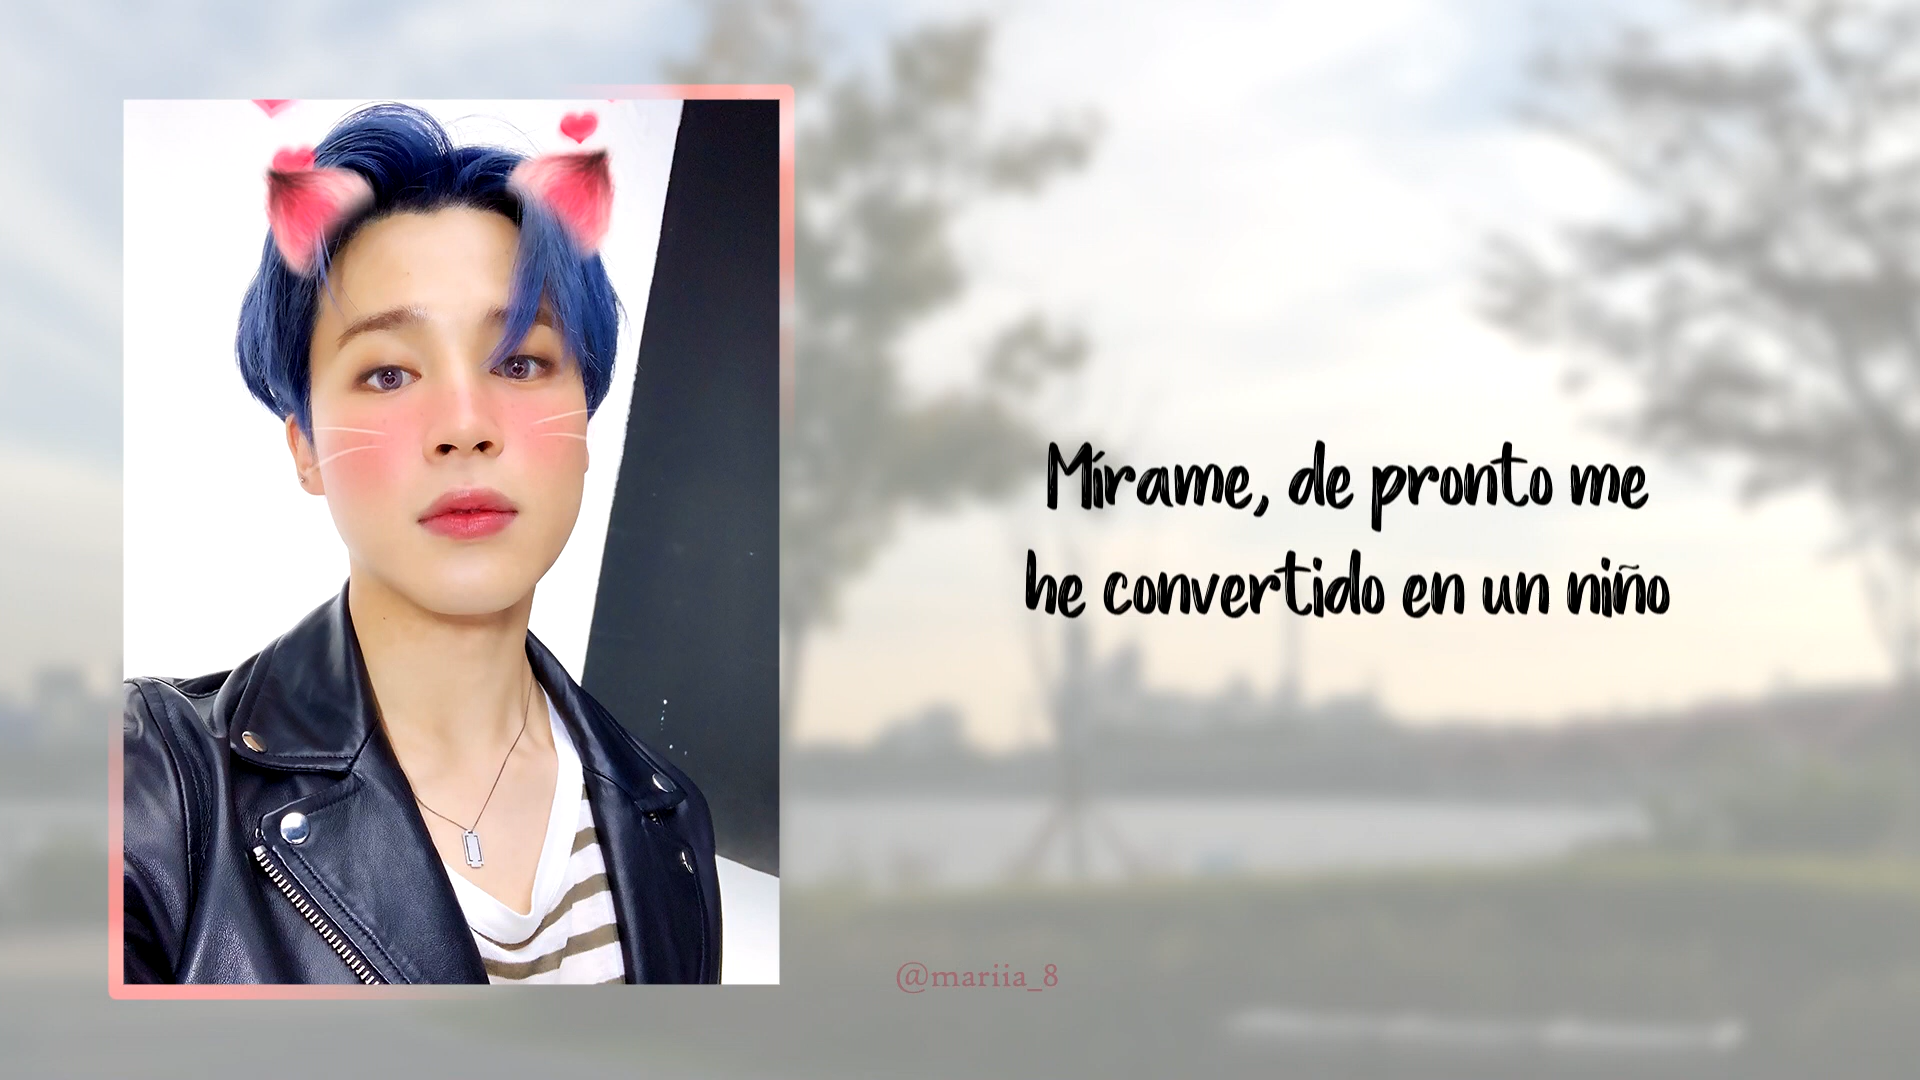 Mírame, de pronto me
he convertido en un niño
@mariia_8